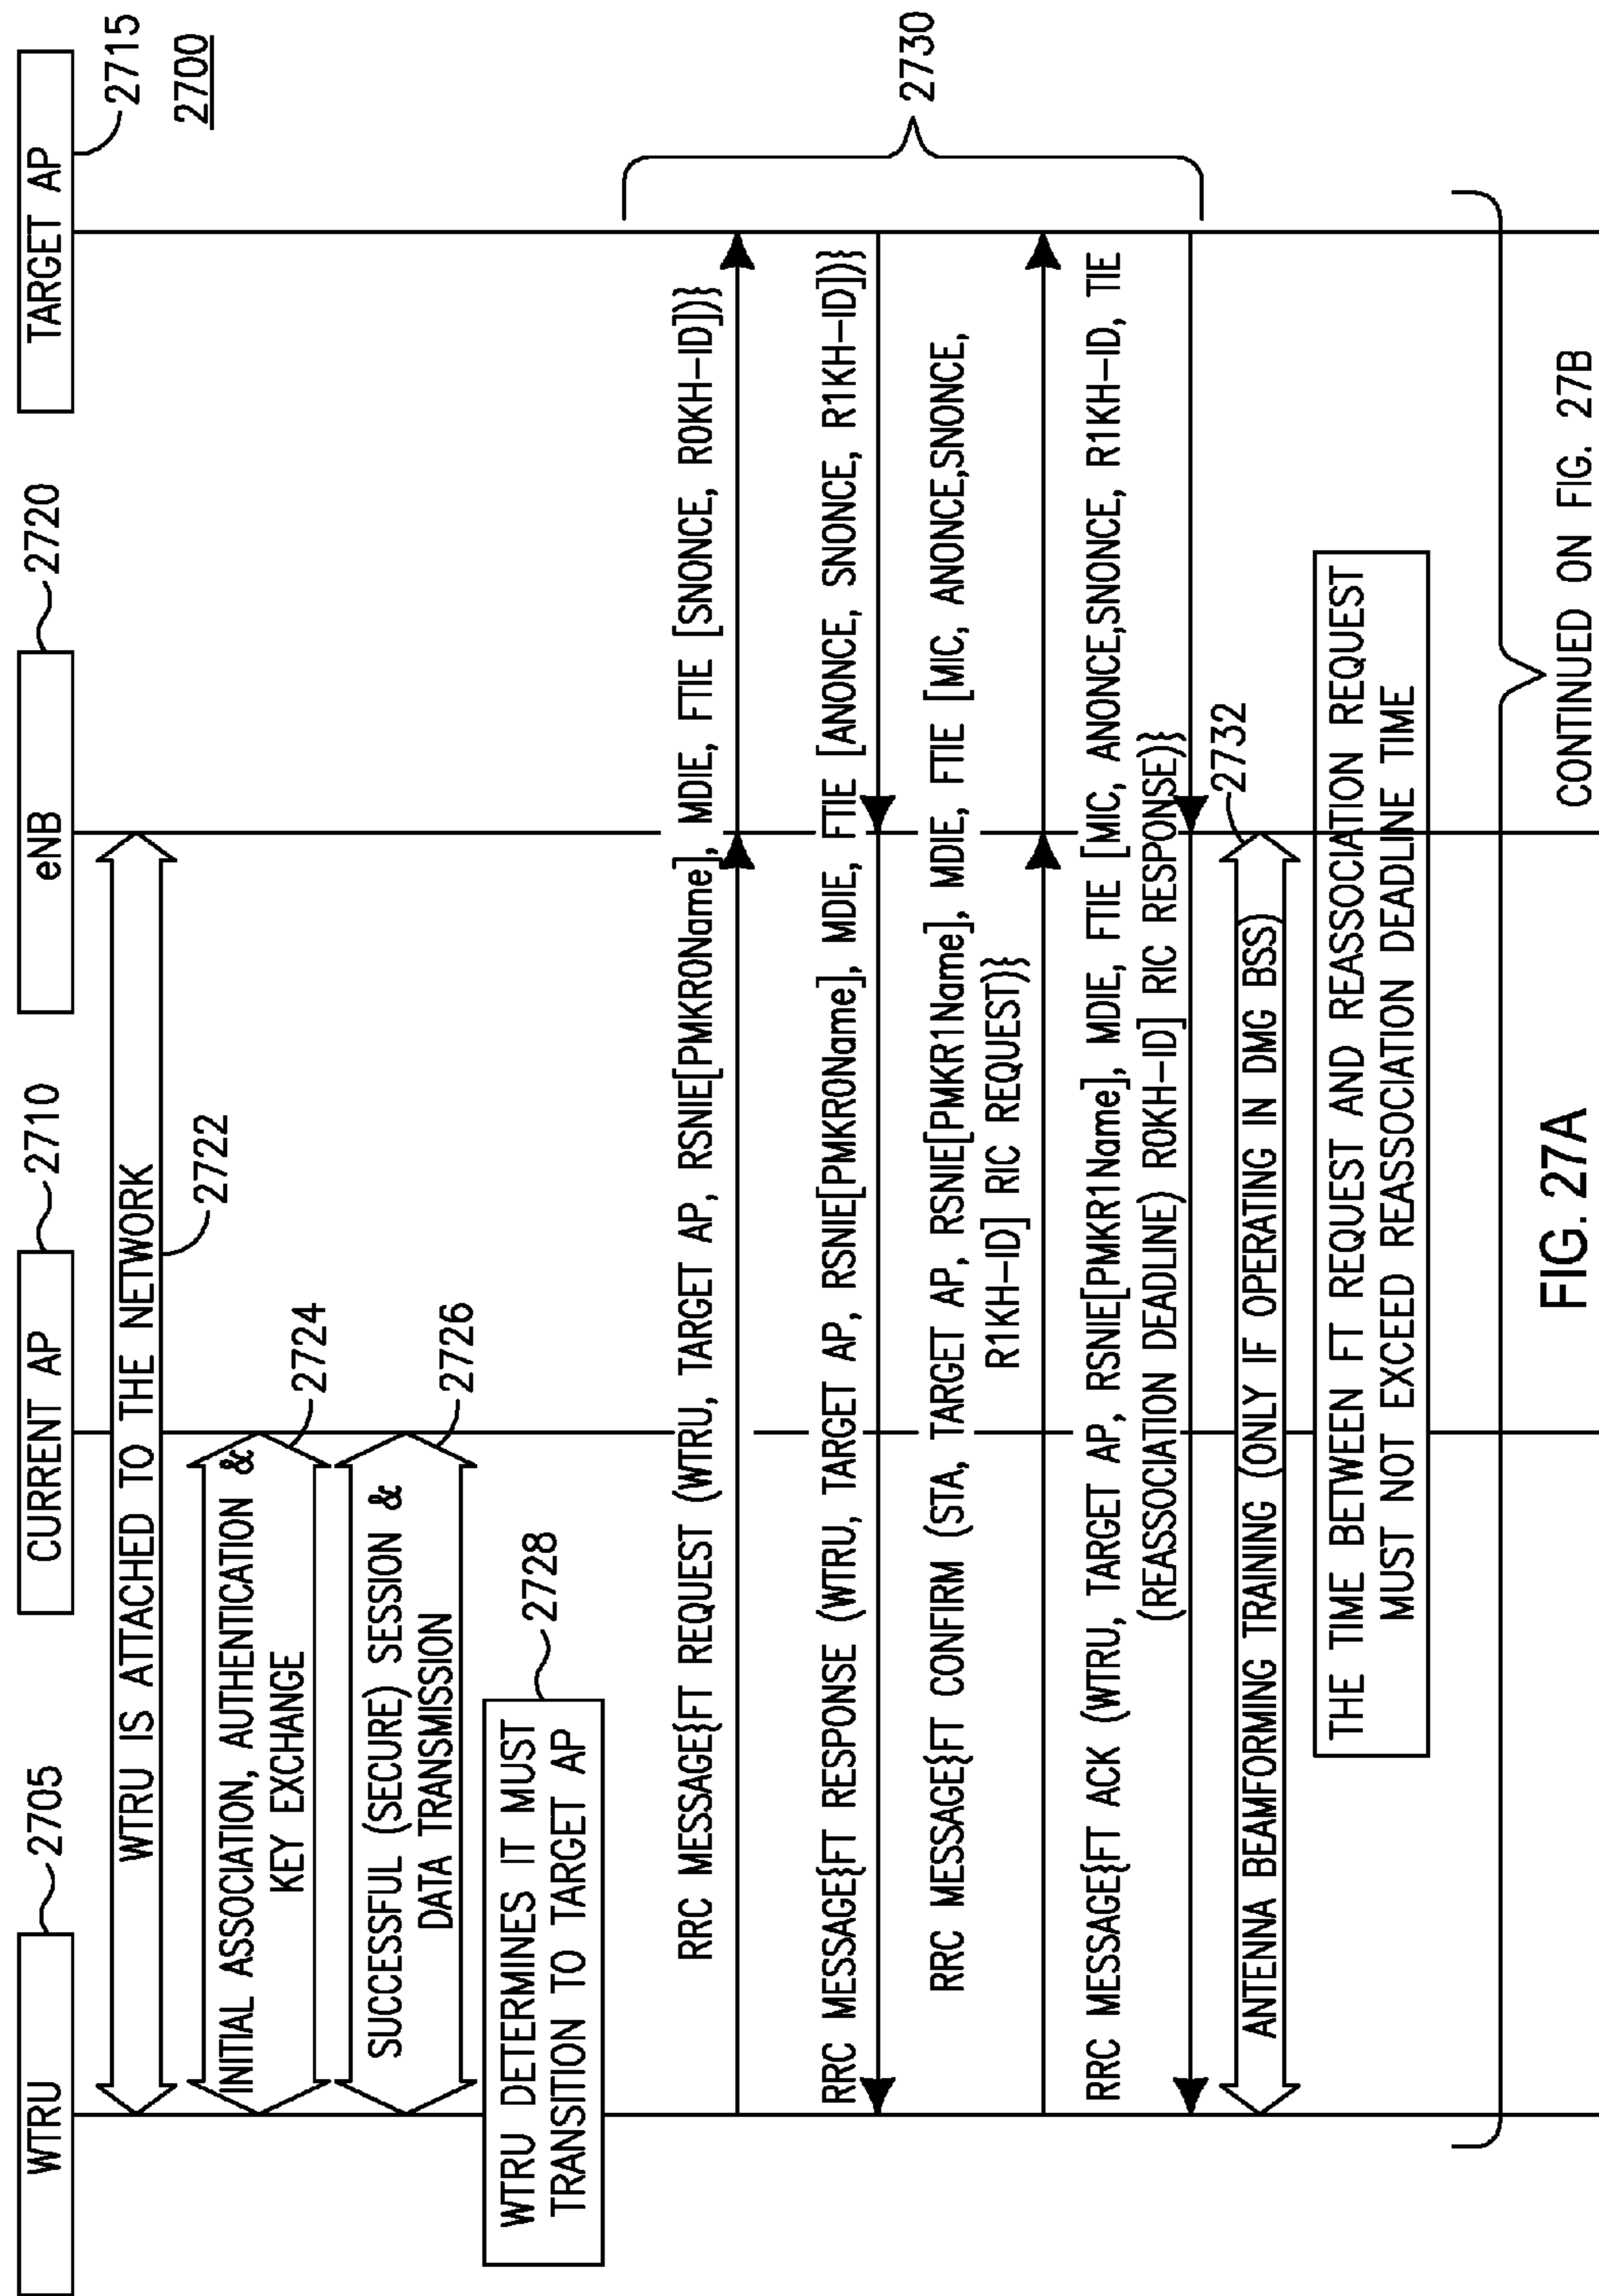 WTRU
2705
CURRENT AP
2710
eNB
2720
TARGET AP
2715
2700
WTRU IS ATTACHED TO THE NETWORK
2722
INITIAL ASSOCIATION, AUTHENTICATION &
KEY EXCHANGE
2724
SUCCESSFUL (SECURE) SESSION &
DATA TRANSMISSION
2726
WTRU DETERMINES IT MUST
TRANSITION TO TARGET AP
2728
RRC MESSAGE{FT REQUEST (WTRU, TARGET AP, RSNIE[PMKR0Name], MDIE, FTIE [SNONCE, R0KH-ID])}
RRC MESSAGE{FT RESPONSE (WTRU, TARGET AP, RSNIE[PMKR0Name], MDIE, FTIE [ANONCE, SNONCE, R1KH-ID])}
RRC MESSAGE{FT CONFIRM (STA, TARGET AP, RSNIE[PMKR1Name], MDIE, FTIE [MIC, ANONCE,SNONCE,
R1KH-ID] RIC REQUEST)}
RRC MESSAGE{FT ACK (WTRU, TARGET AP, RSNIE[PMKR1Name], MDIE, FTIE [MIC, ANONCE,SNONCE, R1KH-ID, TIE
(REASSOCIATION DEADLINE) R0KH-ID] RIC RESPONSE)}
2730
ANTENNA BEAMFORMING TRAINING (ONLY IF OPERATING IN DMG BSS)
2732
THE TIME BETWEEN FT REQUEST AND REASSOCIATION REQUEST
MUST NOT EXCEED REASSOCIATION DEADLINE TIME
CONTINUED ON FIG. 27B
FIG. 27A